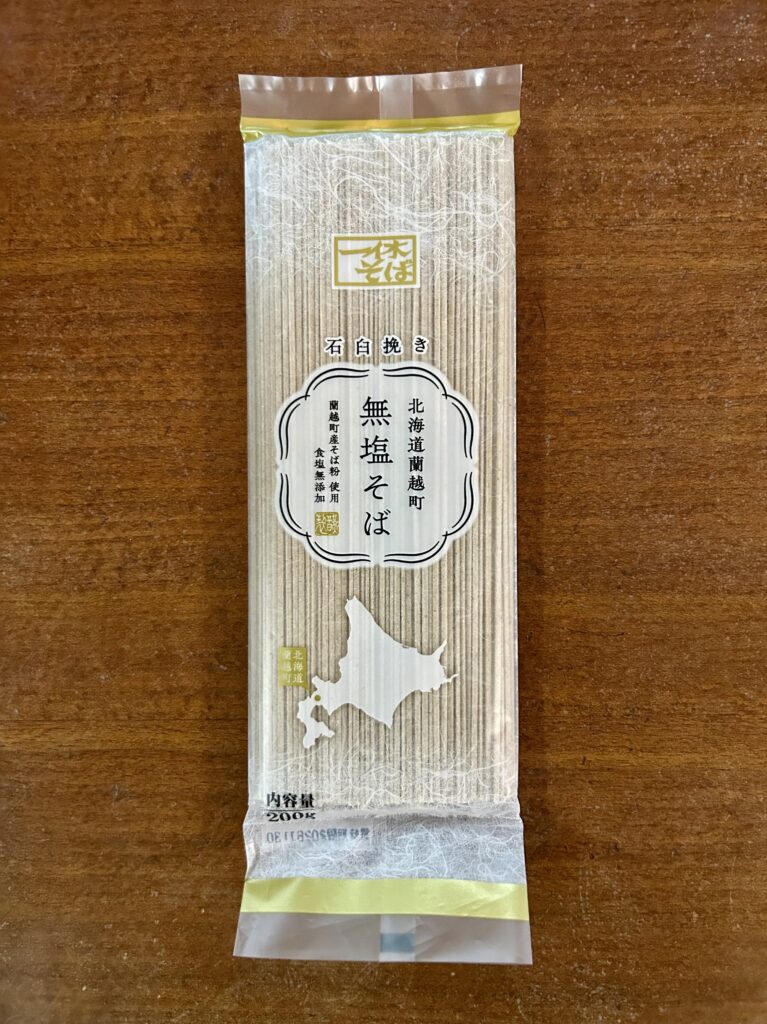 一休
そば
石臼挽き
北海道蘭越町
無塩そば
蘭越町産そば粉 使用
食塩無添加
北海道
蘭越町
内容量
200g
20261130